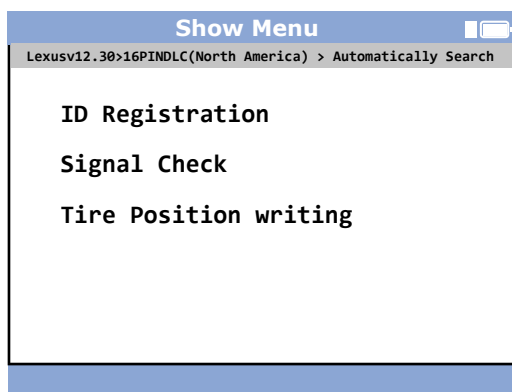 Show Menu
Lexusv12.30>16PINDLC(North America) > Automatically Search
ID Registration
Signal Check
Tire Position writing